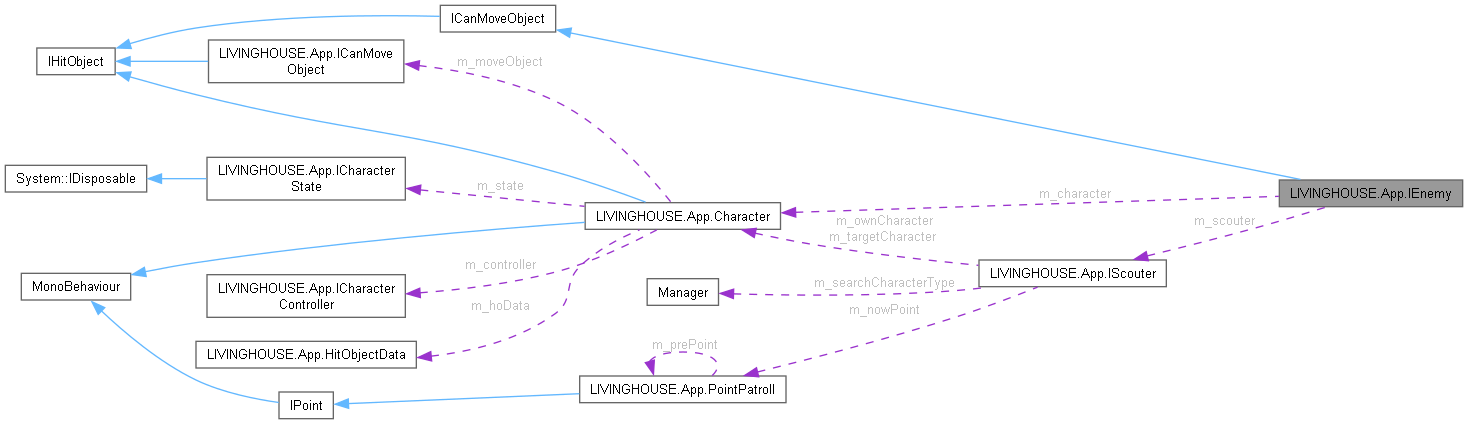 ICanMoveObject
LIVINGHOUSE.App.ICanMove
Object
IHitObject
m_moveObject
System::IDisposable
LIVINGHOUSE.App.ICharacter
State
m_state
LIVINGHOUSE.App.Character
m_character
LIVINGHOUSE.App.IEnemy
m_ownCharacter
m_targetCharacter
m_scouter
MonoBehaviour
LIVINGHOUSE.App.ICharacter
Controller
m_controller
m_hoData
Manager
m_searchCharacterType
LIVINGHOUSE.App.IScouter
m_nowPoint
LIVINGHOUSE.App.HitObjectData
m_prePoint
LIVINGHOUSE.App.PointPatroll
IPoint